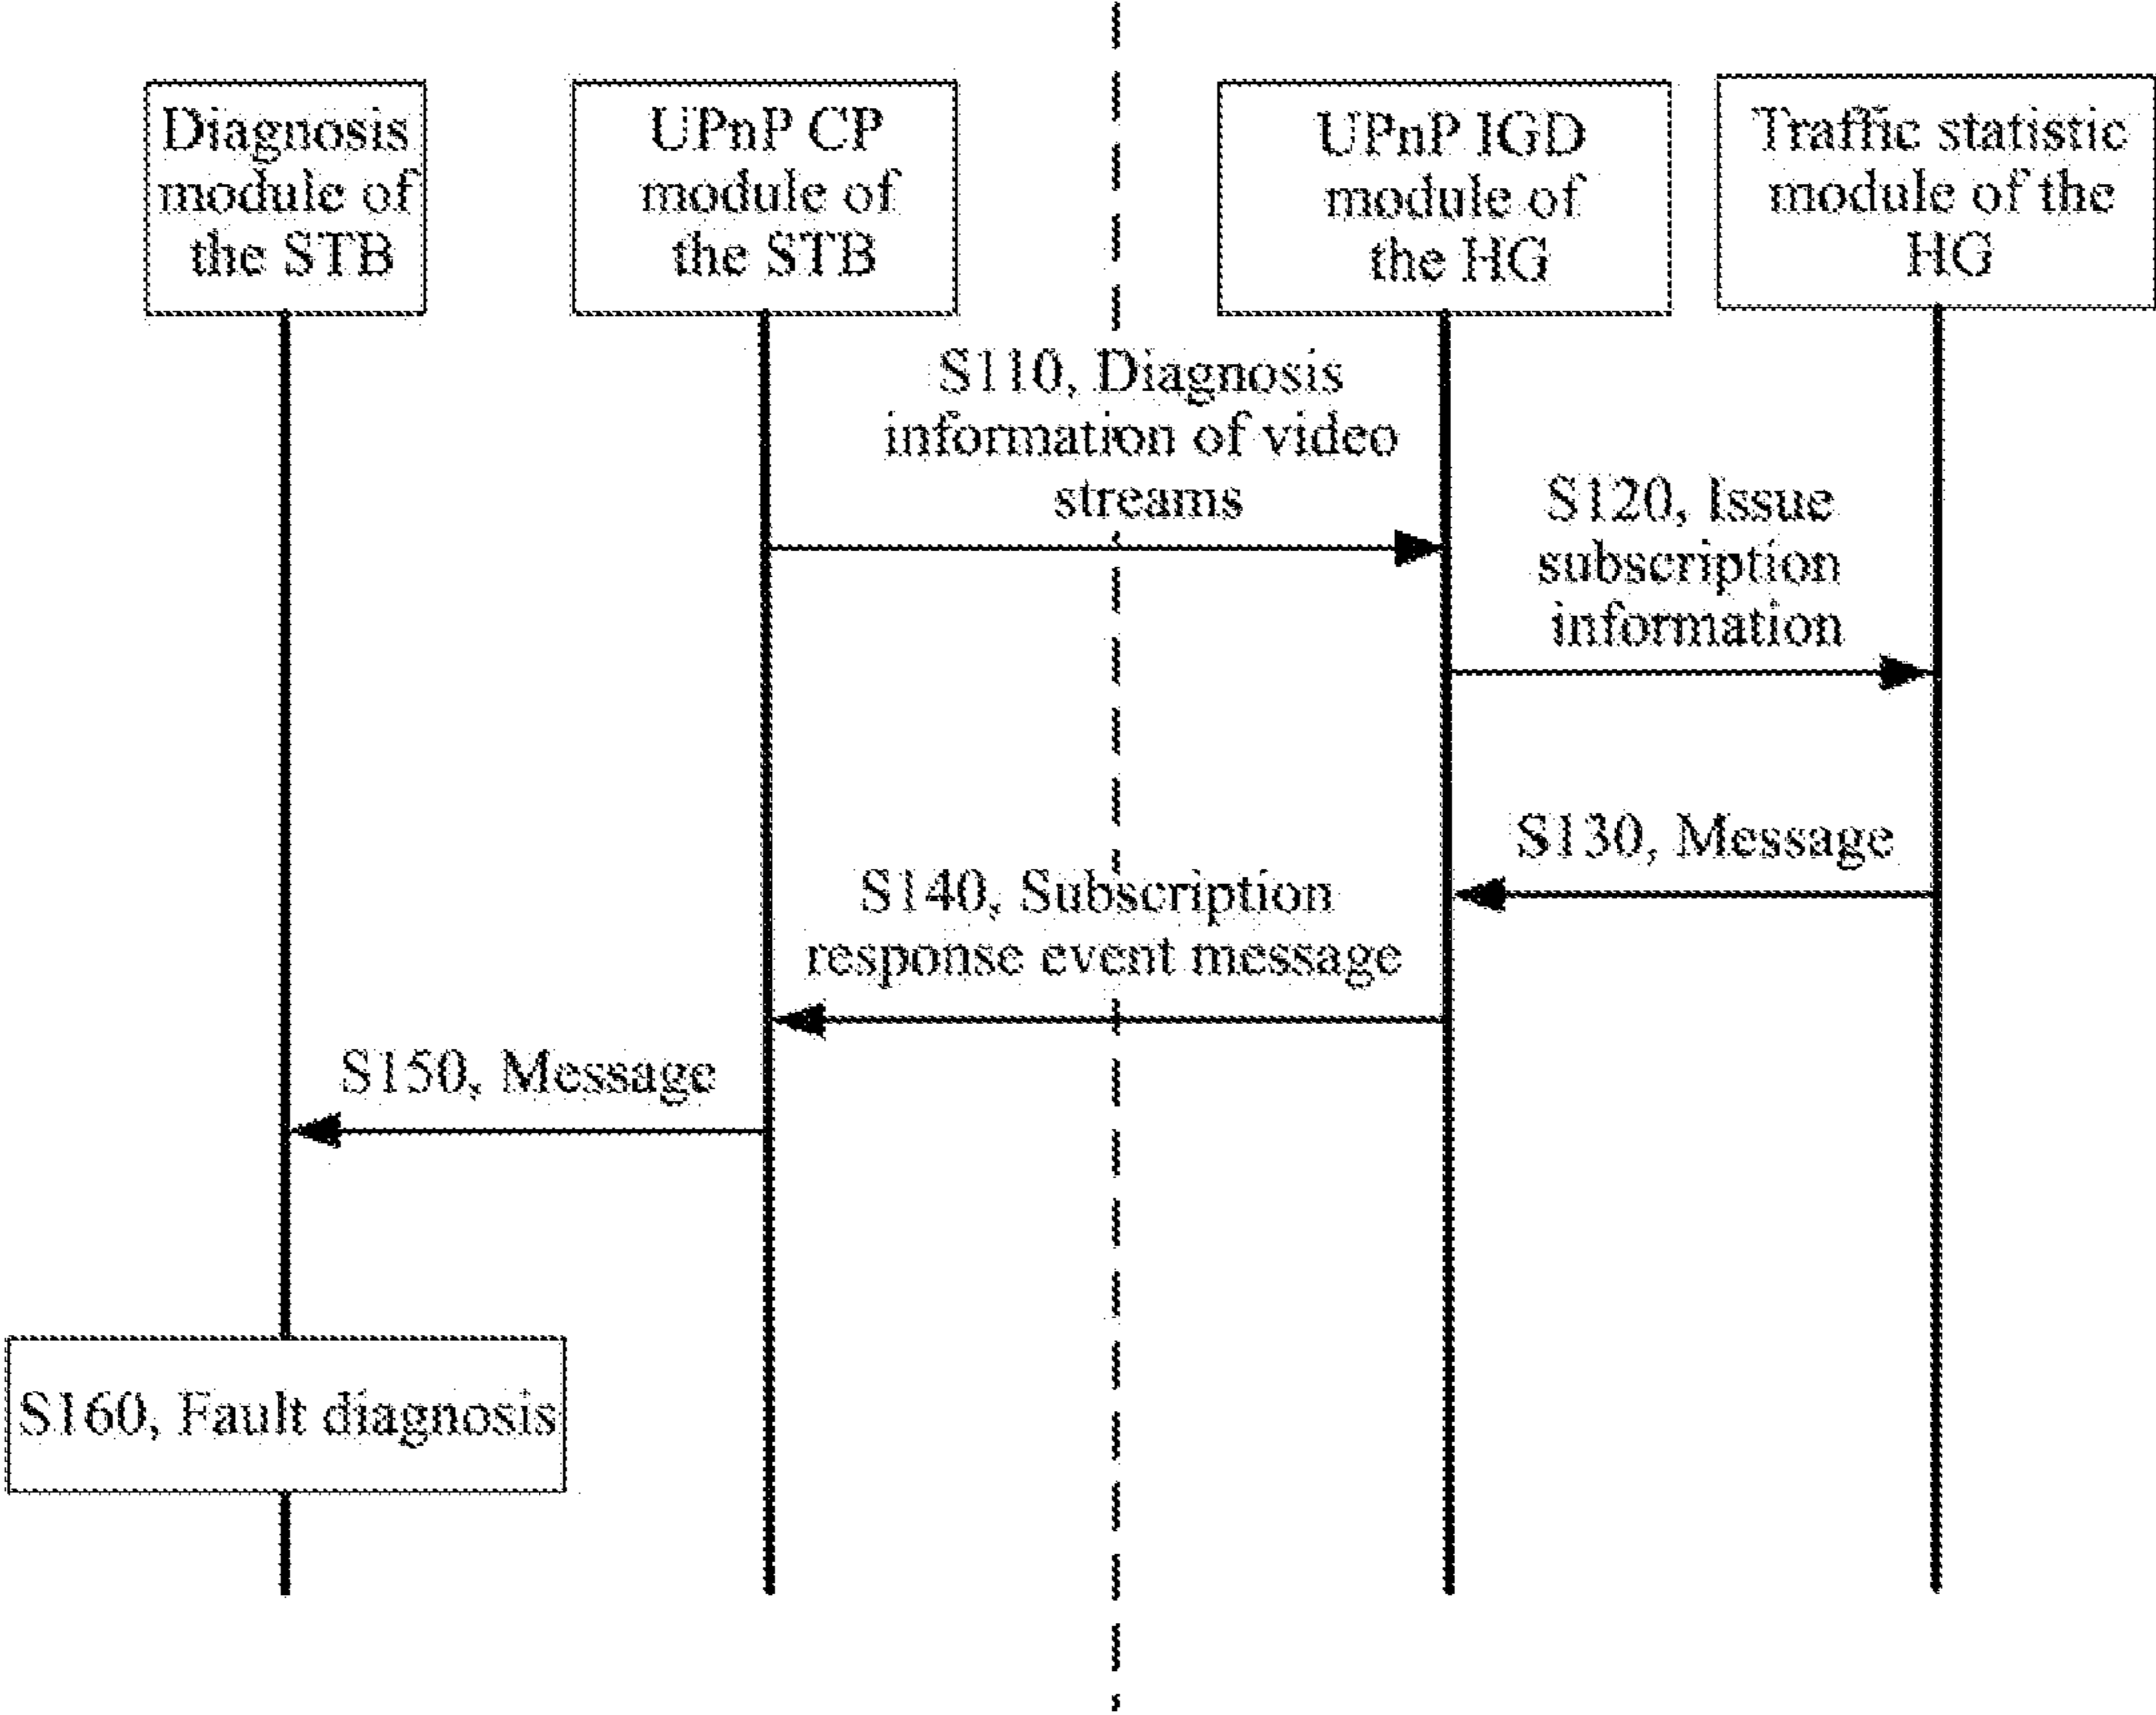 Diagnosis
module of
the STB
UPnP CP
module of
the STB
UPnP IGD
module of
the HG
Traffic statistic
module of the
HG
S110, Diagnosis
information of video
streams
S120, Issue
subscription
information
S130, Message
S140, Subscription
response event message
S150, Message
S160, Fault diagnosis